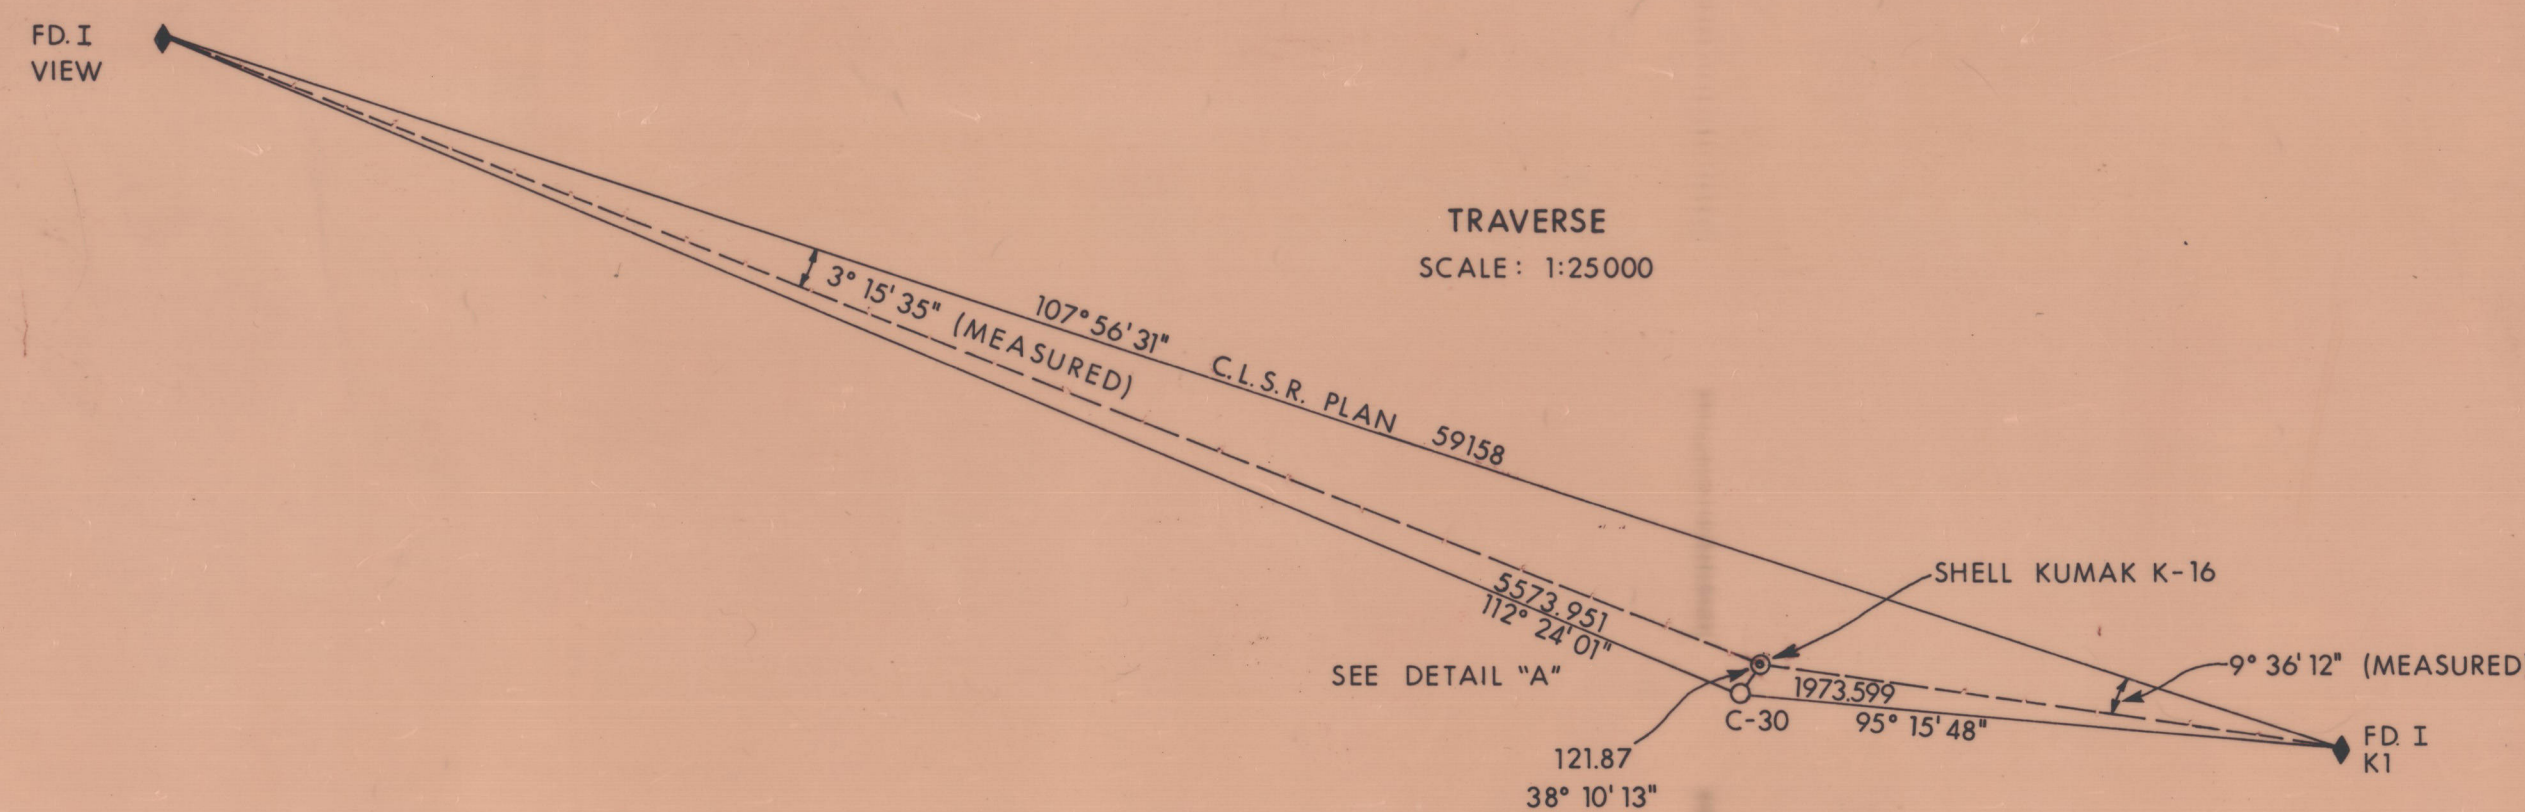 FD. I
VIEW
TRAVERSE
SCALE: 1:25000
3° 15' 35" (MEASURED)
107° 56' 31" C.L.S.R. PLAN 59158
5573.951
112° 24' 01"
SHELL KUMAK K-16
SEE DETAIL "A"
1973.599
95° 15' 48"
C-30
9° 36' 12" (MEASURED)
FD. I
K1
121.87
38° 10' 13"